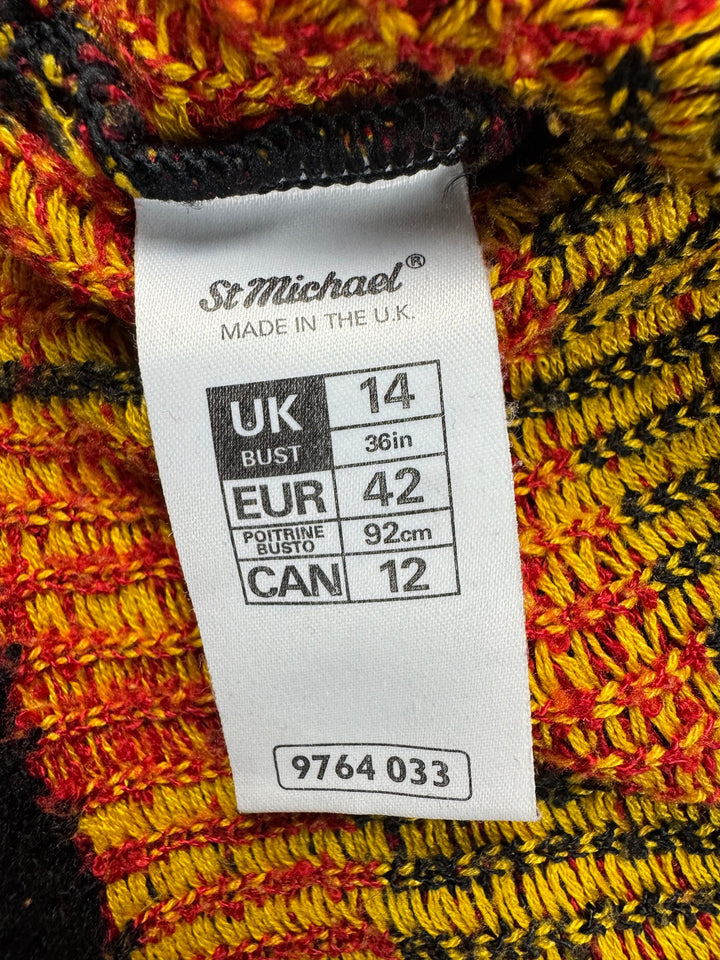 St Michael®
MADE IN THE U.K.
UK 14
BUST 36in
EUR 42
POITRINE
BUSTO 92cm
CAN 12
9764 033